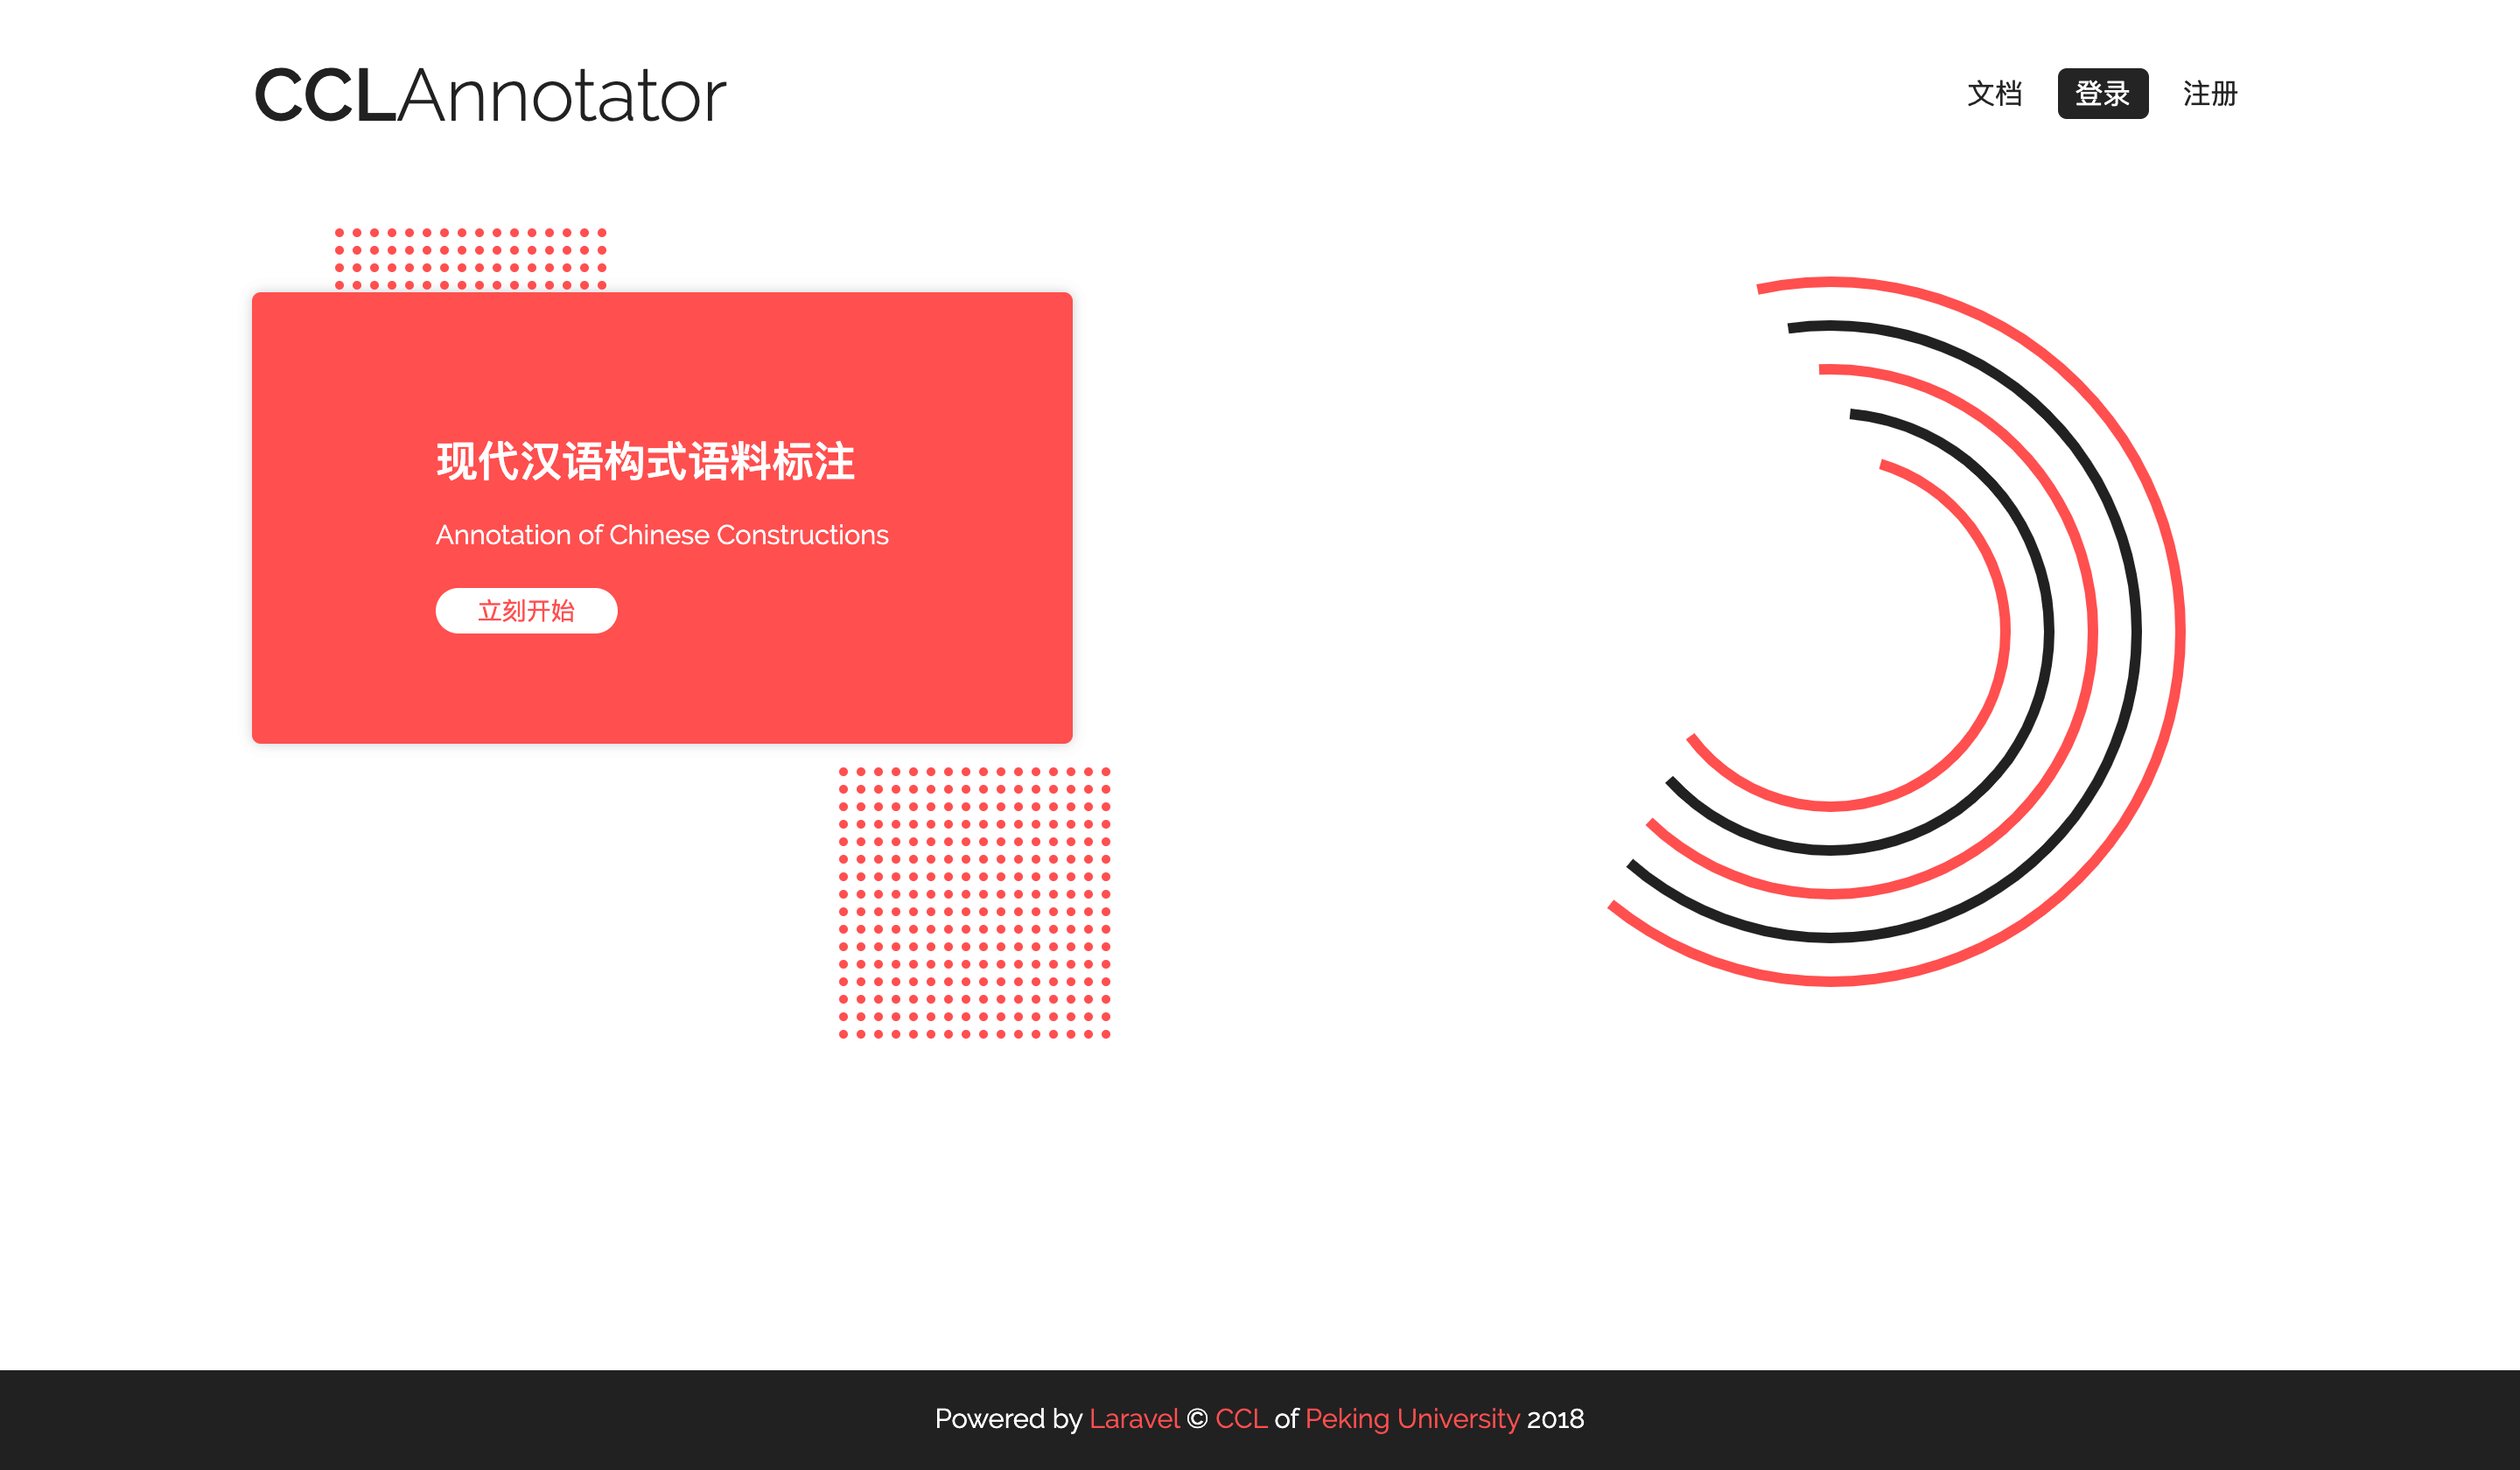 CCLAnnotator
文档 登录 注册
现代汉语构式语料标注
Annotation of Chinese Constructions
立刻开始
Powered by Laravel © CCL of Peking University 2018